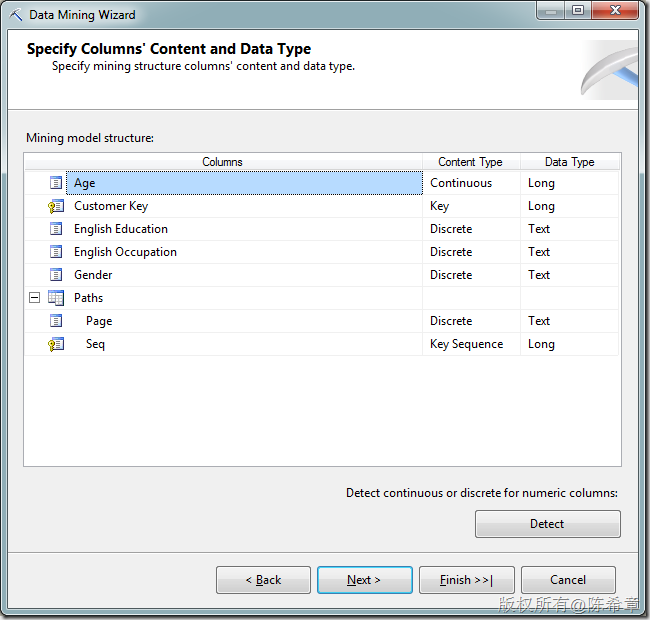 Data Mining Wizard
Specify Columns' Content and Data Type
Specify mining structure columns' content and data type.
Mining model structure:
Columns Content Type Data Type
Age Continuous Long
Customer Key Key Long
English Education Discrete Text
English Occupation Discrete Text
Gender Discrete Text
Paths
Page Discrete Text
Seq Key Sequence Long
Detect continuous or discrete for numeric columns:
Detect
< Back Next > Finish >>| Cancel
版权所有@陈希章